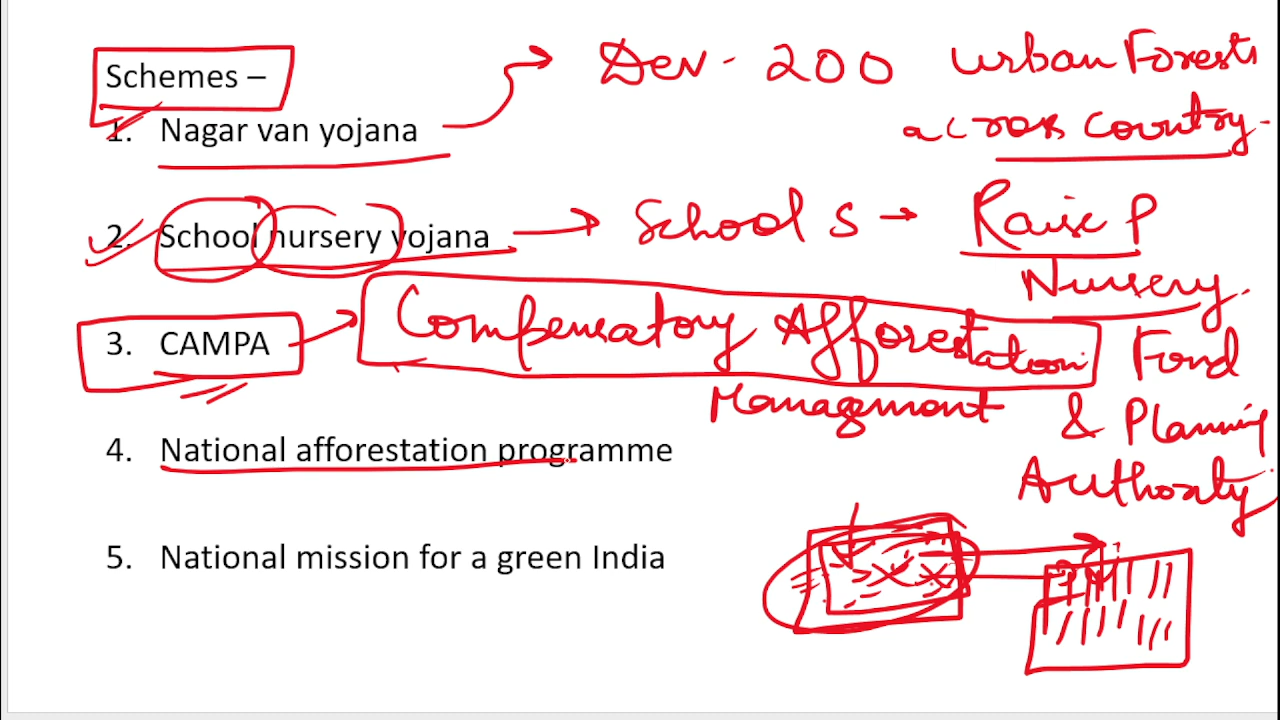 Schemes –
1. Nagar van yojana
Dev- 200 Urban Forests
across country.
2. School nursery yojana
Schools → Raise P
Nursery.
3. CAMPA
Compensatory Afforestation Fund
Management & Planning
Authority
4. National afforestation programme
5. National mission for a green India